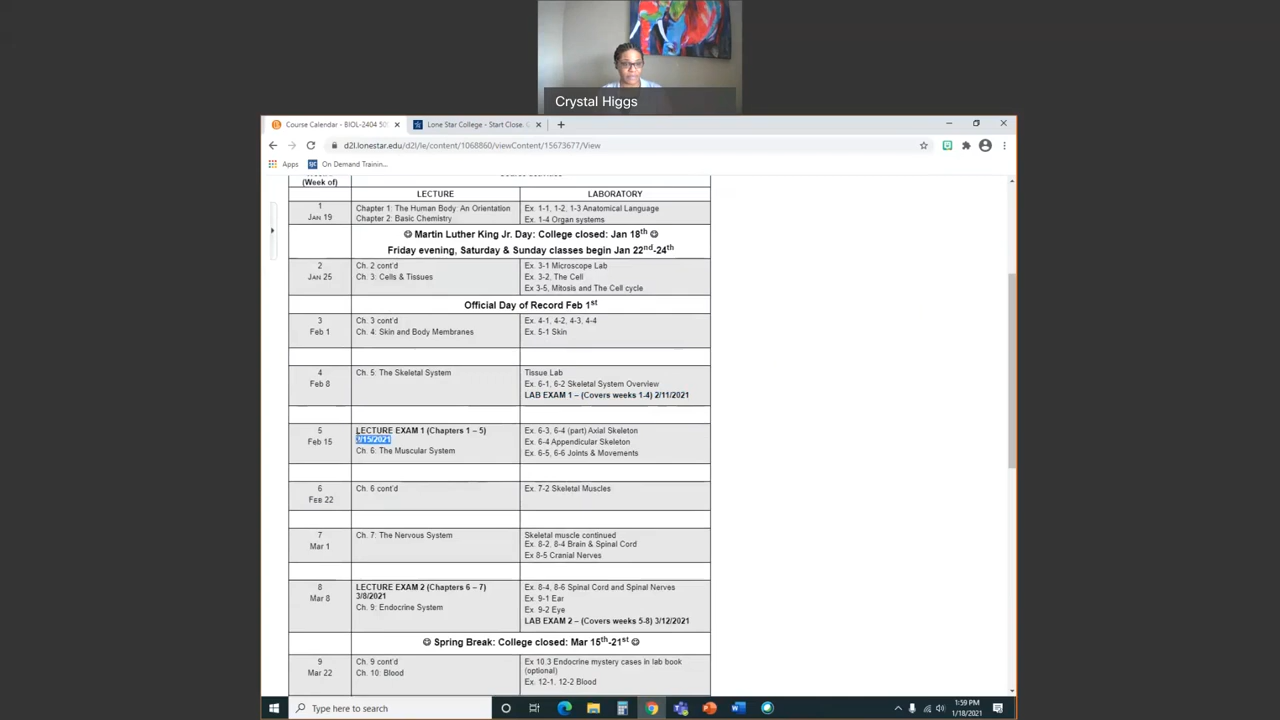 Crystal Higgs
Course Calendar - BIOL-2404 50
Lone Star College - Start Close.
d2l.lonestar.edu/d2l/le/content/1068860/viewContent/15673677/View
Apps
On Demand Trainin...
(Week of)
LECTURE
LABORATORY
1
Jan 19
Chapter 1: The Human Body: An Orientation
Chapter 2: Basic Chemistry
Ex. 1-1, 1-2, 1-3 Anatomical Language
Ex. 1-4 Organ systems
☺ Martin Luther King Jr. Day: College closed: Jan 18th ☺
Friday evening, Saturday & Sunday classes begin Jan 22nd-24th
2
Jan 25
Ch. 2 cont'd
Ch. 3: Cells & Tissues
Ex. 3-1 Microscope Lab
Ex. 3-2, The Cell
Ex 3-5, Mitosis and The Cell cycle
Official Day of Record Feb 1st
3
Feb 1
Ch. 3 cont'd
Ch. 4: Skin and Body Membranes
Ex. 4-1, 4-2, 4-3, 4-4
Ex. 5-1 Skin
4
Feb 8
Ch. 5: The Skeletal System
Tissue Lab
Ex. 6-1, 6-2 Skeletal System Overview
LAB EXAM 1 – (Covers weeks 1-4) 2/11/2021
5
Feb 15
LECTURE EXAM 1 (Chapters 1 – 5)
/15/2021
Ch. 6: The Muscular System
Ex. 6-3, 6-4 (part) Axial Skeleton
Ex. 6-4 Appendicular Skeleton
Ex. 6-5, 6-6 Joints & Movements
6
Feb 22
Ch. 6 cont'd
Ex. 7-2 Skeletal Muscles
7
Mar 1
Ch. 7: The Nervous System
Skeletal muscle continued
Ex. 8-2, 8-4 Brain & Spinal Cord
Ex 8-5 Cranial Nerves
8
Mar 8
LECTURE EXAM 2 (Chapters 6 – 7)
3/8/2021
Ch. 9: Endocrine System
Ex. 8-4, 8-6 Spinal Cord and Spinal Nerves
Ex. 9-1 Ear
Ex. 9-2 Eye
LAB EXAM 2 – (Covers weeks 5-8) 3/12/2021
☺ Spring Break: College closed: Mar 15th-21st ☺
9
Mar 22
Ch. 9 cont'd
Ch. 10: Blood
Ex 10.3 Endocrine mystery cases in lab book
(optional)
Ex. 12-1, 12-2 Blood
Type here to search
1:59 PM
1/18/2021